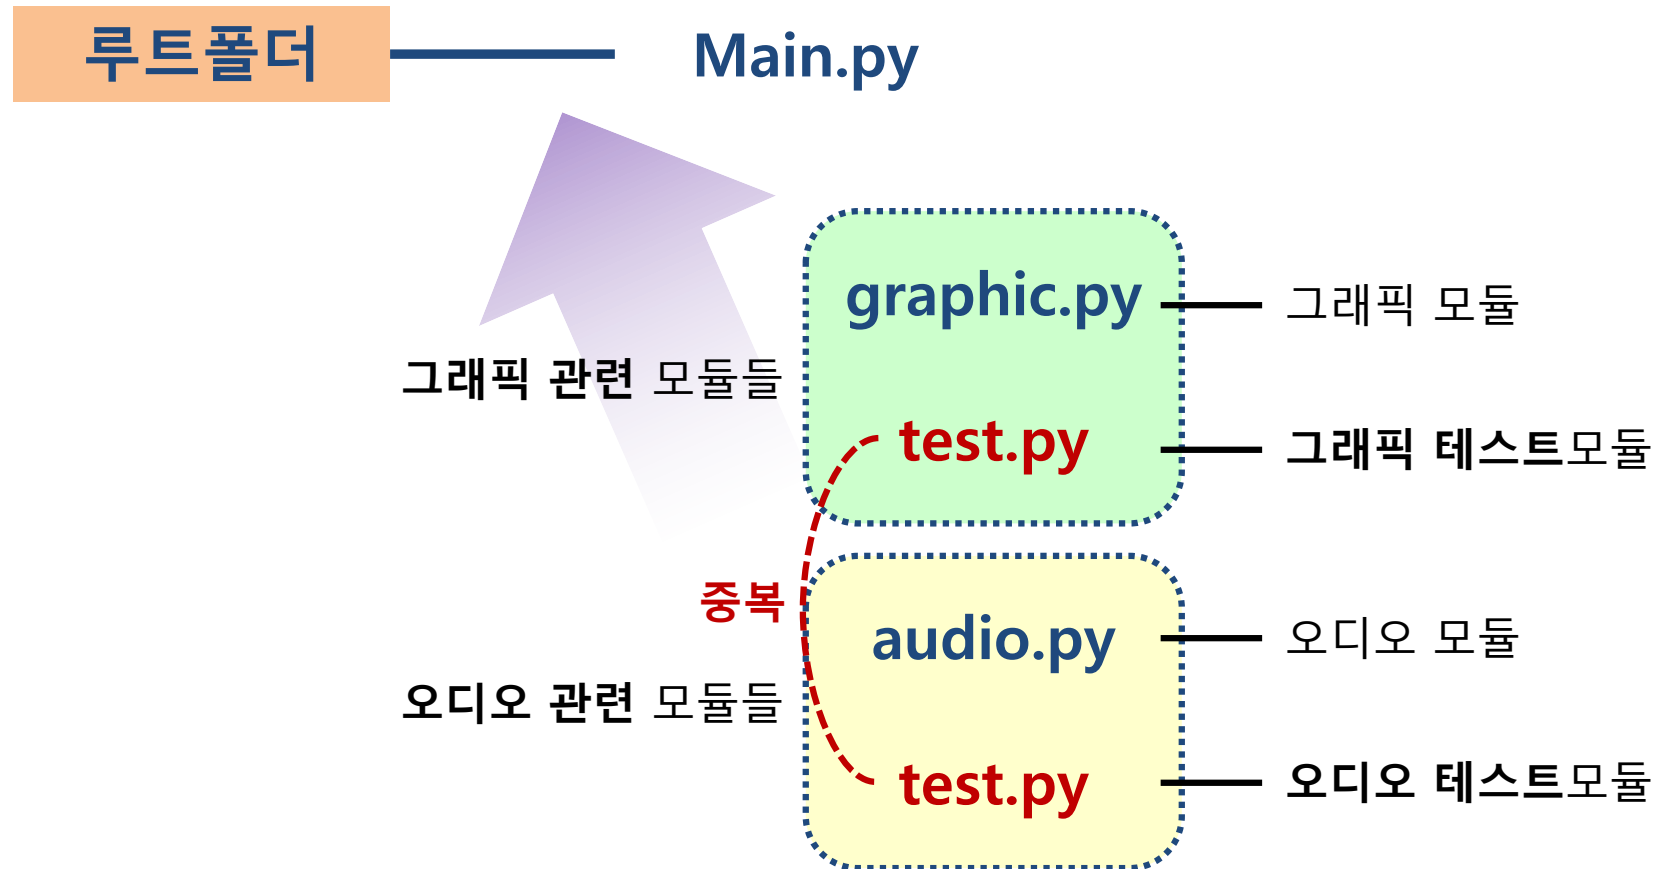 루트폴더
Main.py
graphic.py
그래픽 모듈
그래픽 관련 모듈들
test.py
그래픽 테스트모듈
중복
audio.py
오디오 모듈
오디오 관련 모듈들
test.py
오디오 테스트모듈